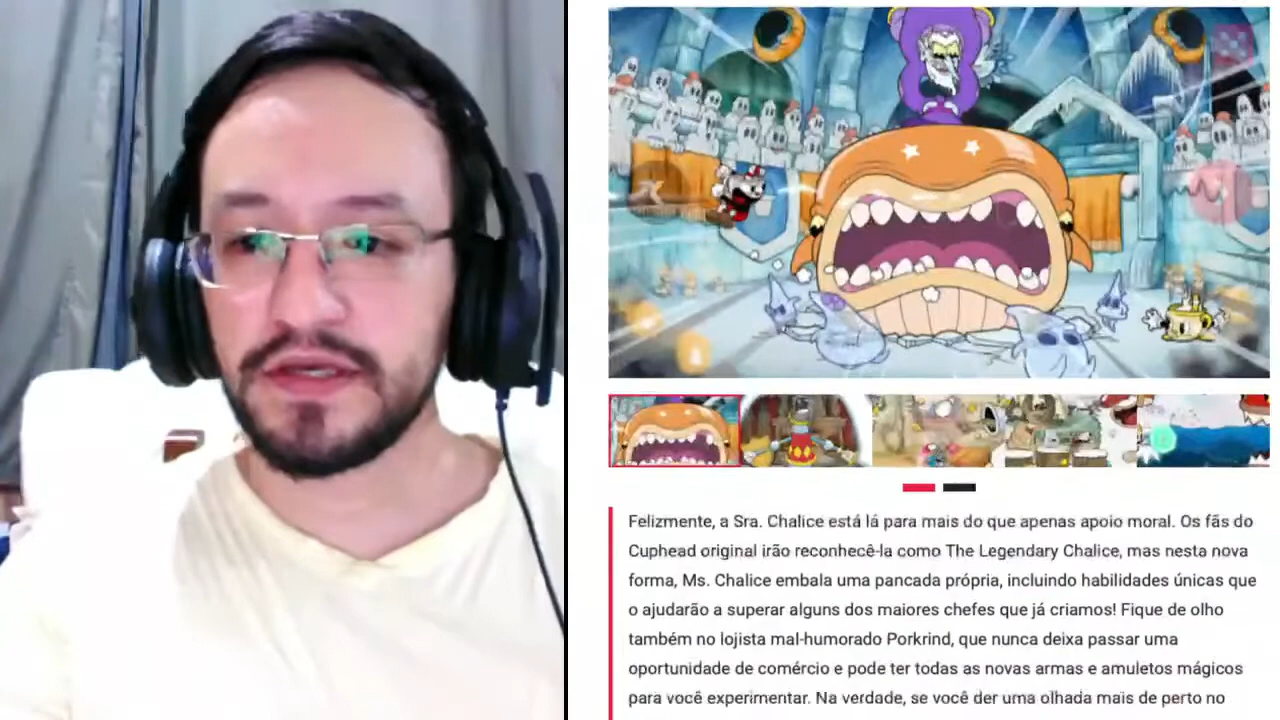 Felizmente, a Sra. Chalice está lá para mais do que apenas apoio moral. Os fãs do
Cuphead original irão reconhecê-la como The Legendary Chalice, mas nesta nova
forma, Ms. Chalice embala uma pancada própria, incluindo habilidades únicas que
o ajudarão a superar alguns dos maiores chefes que já criamos! Fique de olho
também no lojista mal-humorado Porkrind, que nunca deixa passar uma
oportunidade de comércio e pode ter todas as novas armas e amuletos mágicos
para você experimentar. Na verdade, se você der uma olhada mais de perto no